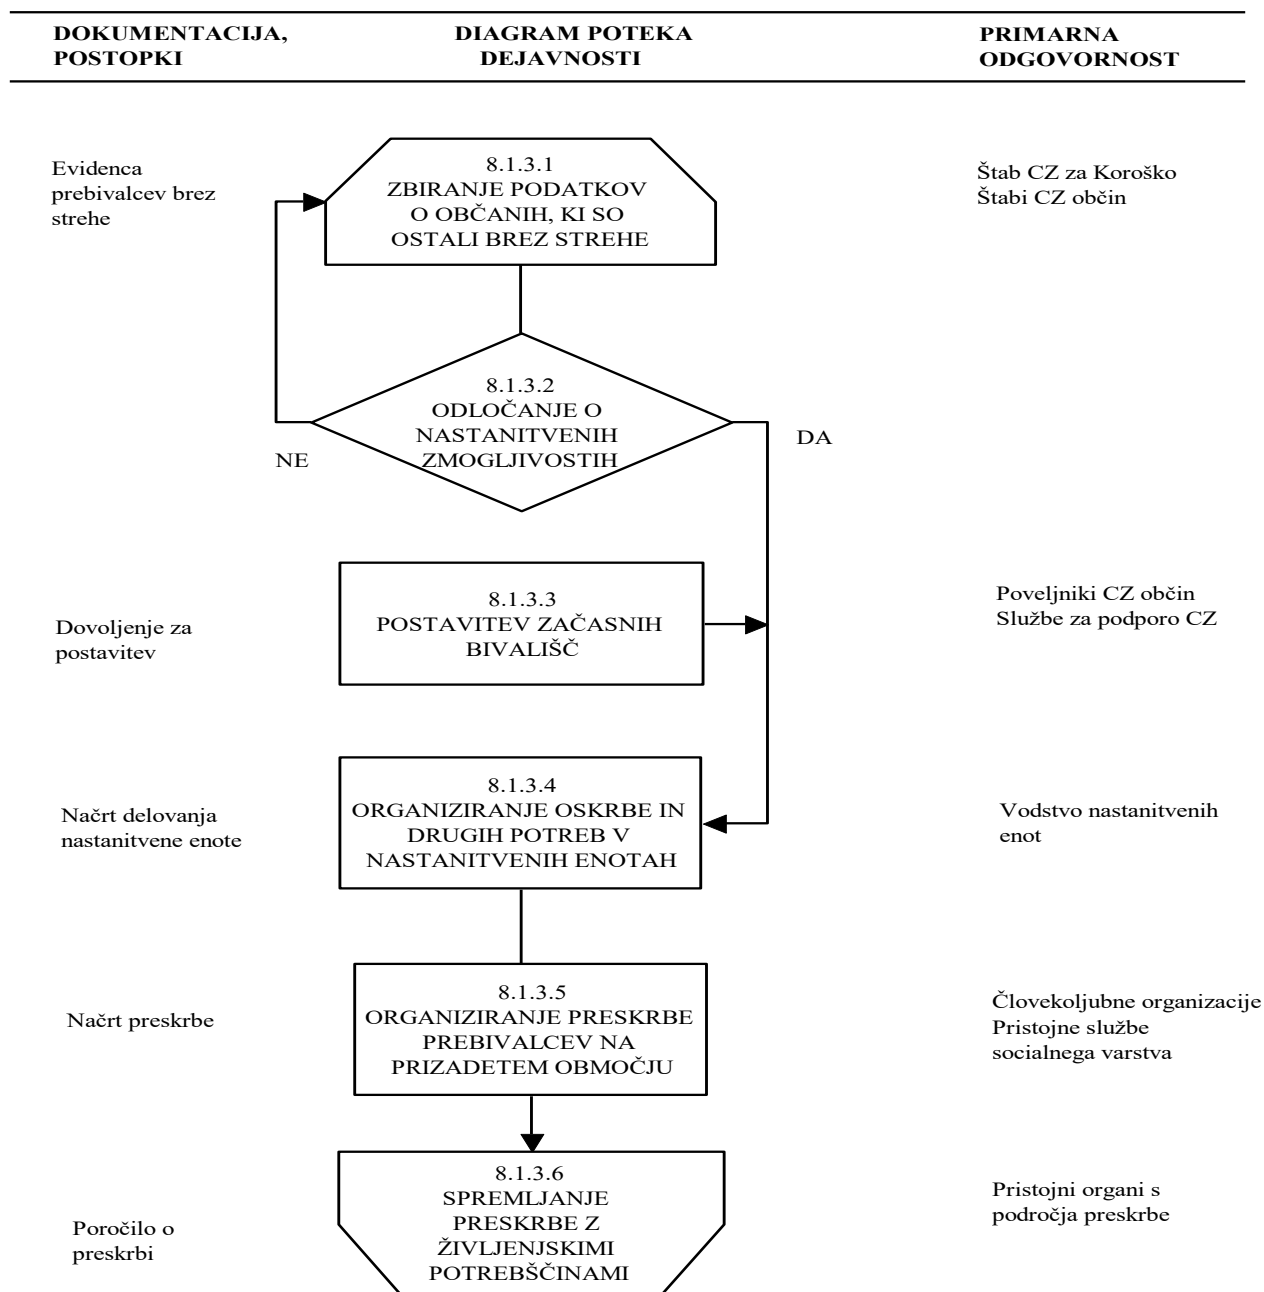 DOKUMENTACIJA,
POSTOPKI
DIAGRAM POTEKA
DEJAVNOSTI
PRIMARNA
ODGOVORNOST
Evidenca
prebivalcev brez
strehe
8.1.3.1
ZBIRANJE PODATKOV
O OBČANIH, KI SO
OSTALI BREZ STREHE
Štab CZ za Koroško
Štabi CZ občin
8.1.3.2
ODLOČANJE O
NASTANITVENIH
ZMOGLJIVOSTIH
NE
DA
Dovoljenje za
postavitev
8.1.3.3
POSTAVITEV ZAČASNIH
BIVALIŠČ
Poveljniki CZ občin
Službe za podporo CZ
Načrt delovanja
nastanitvene enote
8.1.3.4
ORGANIZIRANJE OSKRBE IN
DRUGIH POTREB V
NASTANITVENIH ENOTAH
Vodstvo nastanitvenih
enot
Načrt preskrbe
8.1.3.5
ORGANIZIRANJE PRESKRBE
PREBIVALCEV NA
PRIZADETEM OBMOČJU
Človekoljubne organizacije
Pristojne službe
socialnega varstva
Poročilo o
preskrbi
8.1.3.6
SPREMLJANJE
PRESKRBE Z
ŽIVLJENJSKIMI
POTREBŠČINAMI
Pristojni organi s
področja preskrbe